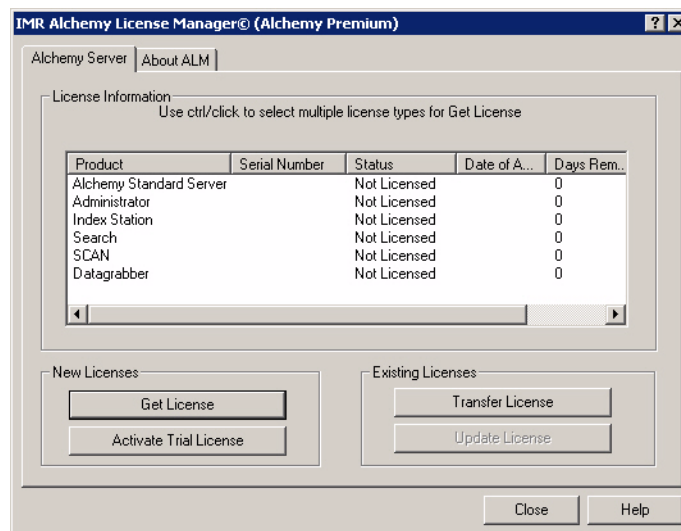 IMR Alchemy License Manager© (Alchemy Premium)
Alchemy Server About ALM
License Information
Use ctrl/click to select multiple license types for Get License
Product Serial Number Status Date of A... Days Rem..
Alchemy Standard Server Not Licensed 0
Administrator Not Licensed 0
Index Station Not Licensed 0
Search Not Licensed 0
SCAN Not Licensed 0
Datagrabber Not Licensed 0
New Licenses Existing Licenses
Get License Transfer License
Activate Trial License Update License
Close Help